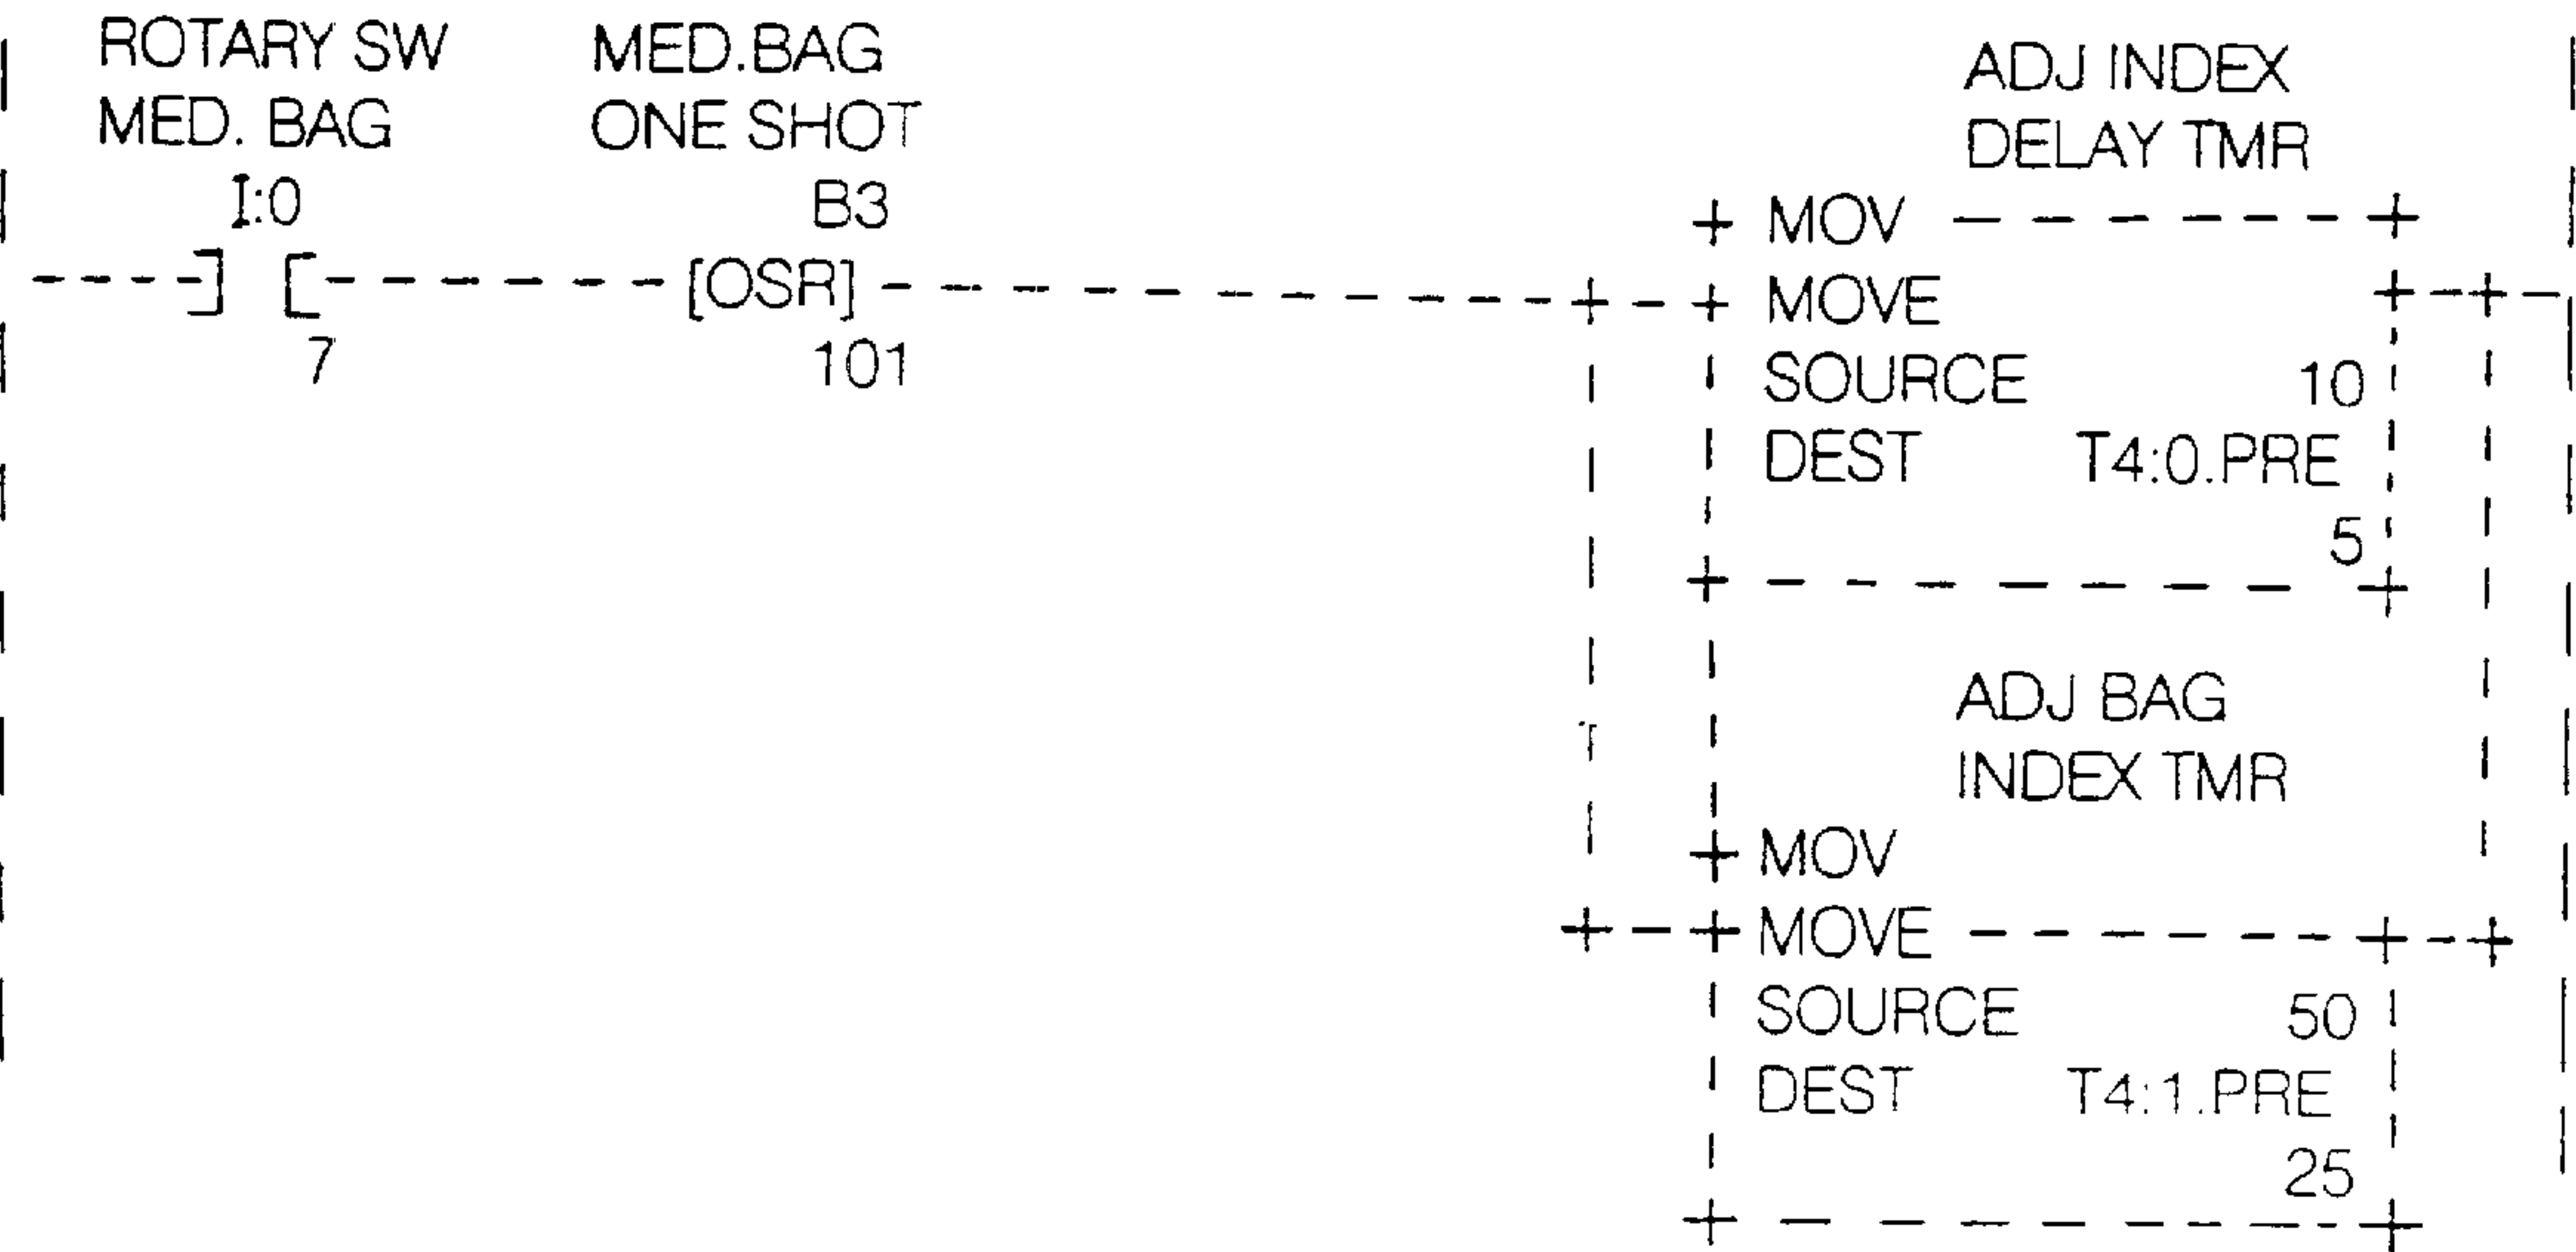 ROTARY SW
MED. BAG
I:0
] [
7
MED.BAG
ONE SHOT
B3
[OSR]
101
ADJ INDEX
DELAY TMR
MOV
MOVE
SOURCE 10
DEST T4:0.PRE
5
ADJ BAG
INDEX TMR
MOV
MOVE
SOURCE 50
DEST T4:1.PRE
25